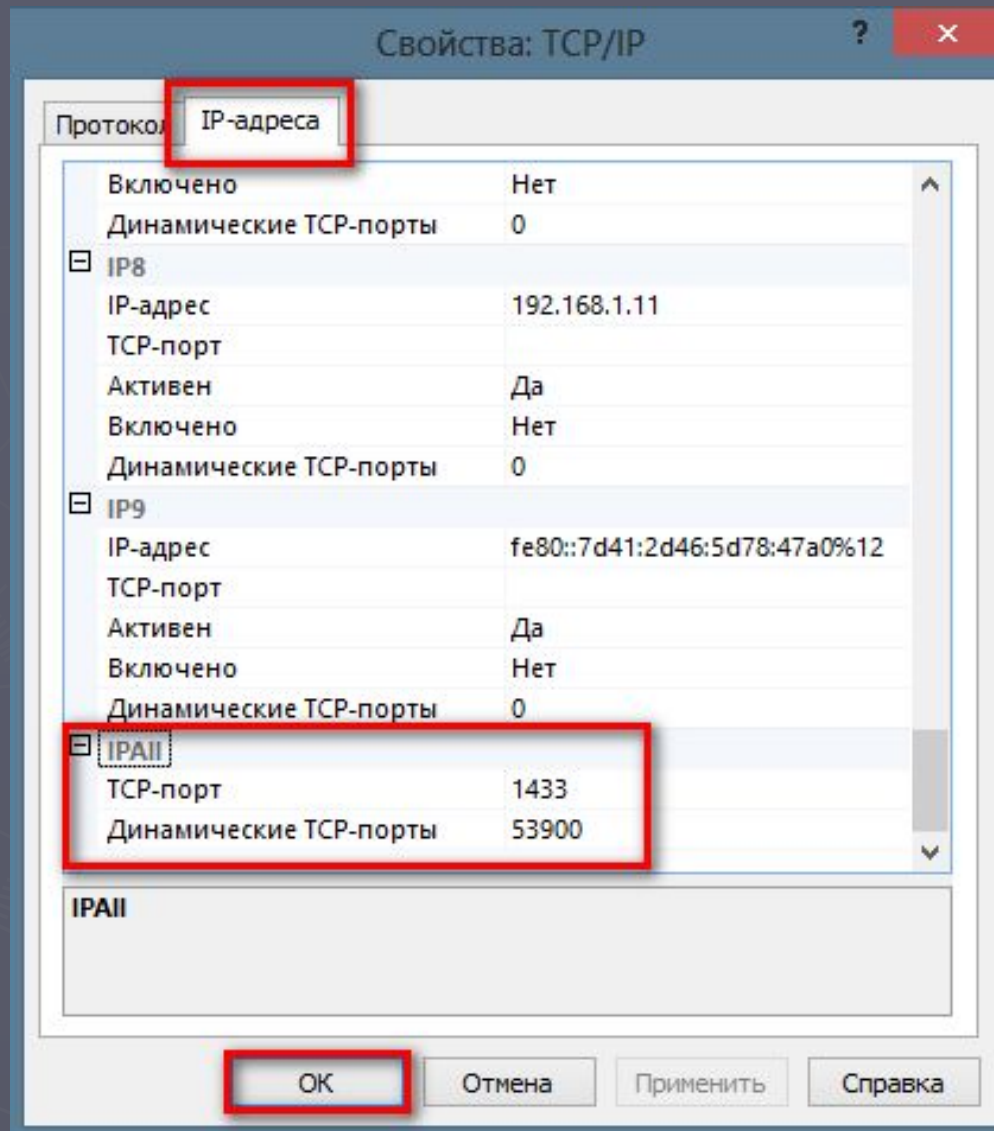 Свойства: TCP/IP
?
×
Протокол IP-адреса
Включено Нет
Динамические TCP-порты 0
IP8
IP-адрес 192.168.1.11
TCP-порт
Активен Да
Включено Нет
Динамические TCP-порты 0
IP9
IP-адрес fe80::7d41:2d46:5d78:47a0%12
TCP-порт
Активен Да
Включено Нет
Динамические TCP-порты 0
IPAll
TCP-порт 1433
Динамические TCP-порты 53900
IPAll
ОК Отмена Применить Справка